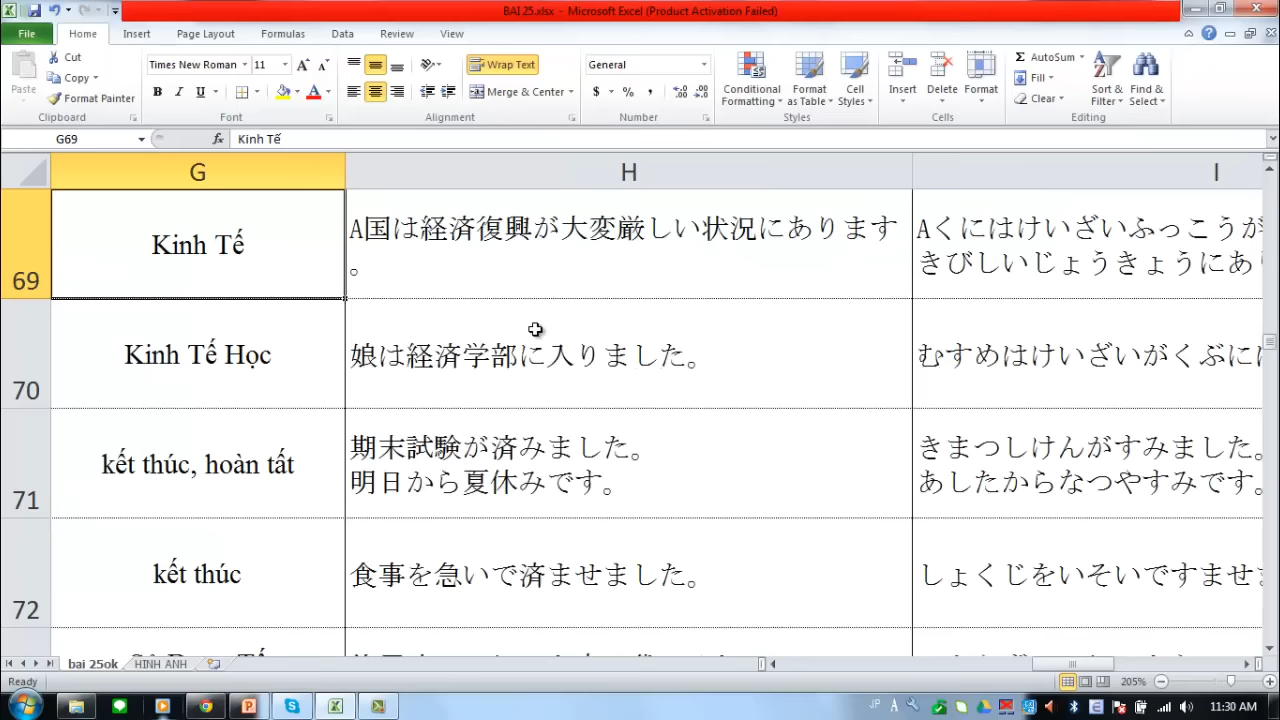 BAI 25.xlsx - Microsoft Excel (Product Activation Failed)
File Home Insert Page Layout Formulas Data Review View
Paste Cut Copy Format Painter Clipboard
Times New Roman 11 B I U A Font
Wrap Text Merge & Center Alignment
General $ % , Number
Conditional Formatting Format as Table Cell Styles Styles
Insert Delete Format Cells
AutoSum Fill Clear Sort & Filter Find & Select Editing
G69 fx Kinh Tế
G H I
69 Kinh Tế A国は経済復興が大変厳しい状況にあります
。
Aくにはけいざいふっこうが
きびしいじょうきょうにあ
70 Kinh Tế Học 娘は経済学部に入りました。 むすめはけいざいがくぶに
71 kết thúc, hoàn tất 期末試験が済みました。
明日から夏休みです。
きまつしけんがすみました。
あしたからなつやすみです。
72 kết thúc 食事を急いで済ませました。 しょくじをいそいですませ
bai 25ok HINH ANH
Ready 205%
JP 11:30 AM